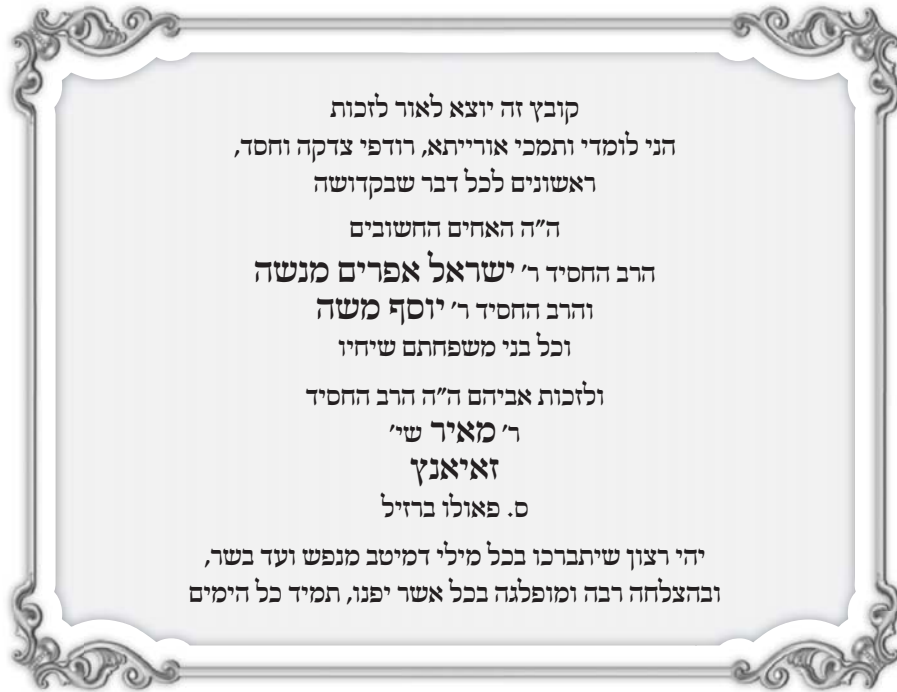 קובץ זה יוצא לאור לזכות
הני לומדי ותמכי אורייתא, רודפי צדקה וחסד,
ראשונים לכל דבר שבקדושה
ה״ה האחים החשובים
הרב החסיד ר׳ ישראל אפרים מנשה
והרב החסיד ר׳ יוסף משה
וכל בני משפחתם שיחיו
ולזכות אביהם ה״ה הרב החסיד
ר׳ מאיר שי׳
זאיאנץ
ס. פאולו ברזיל
יהי רצון שיתברכו בכל מילי דמיטב מנפש ועד בשר,
ובהצלחה רבה ומופלגה בכל אשר יפנו, תמיד כל הימים